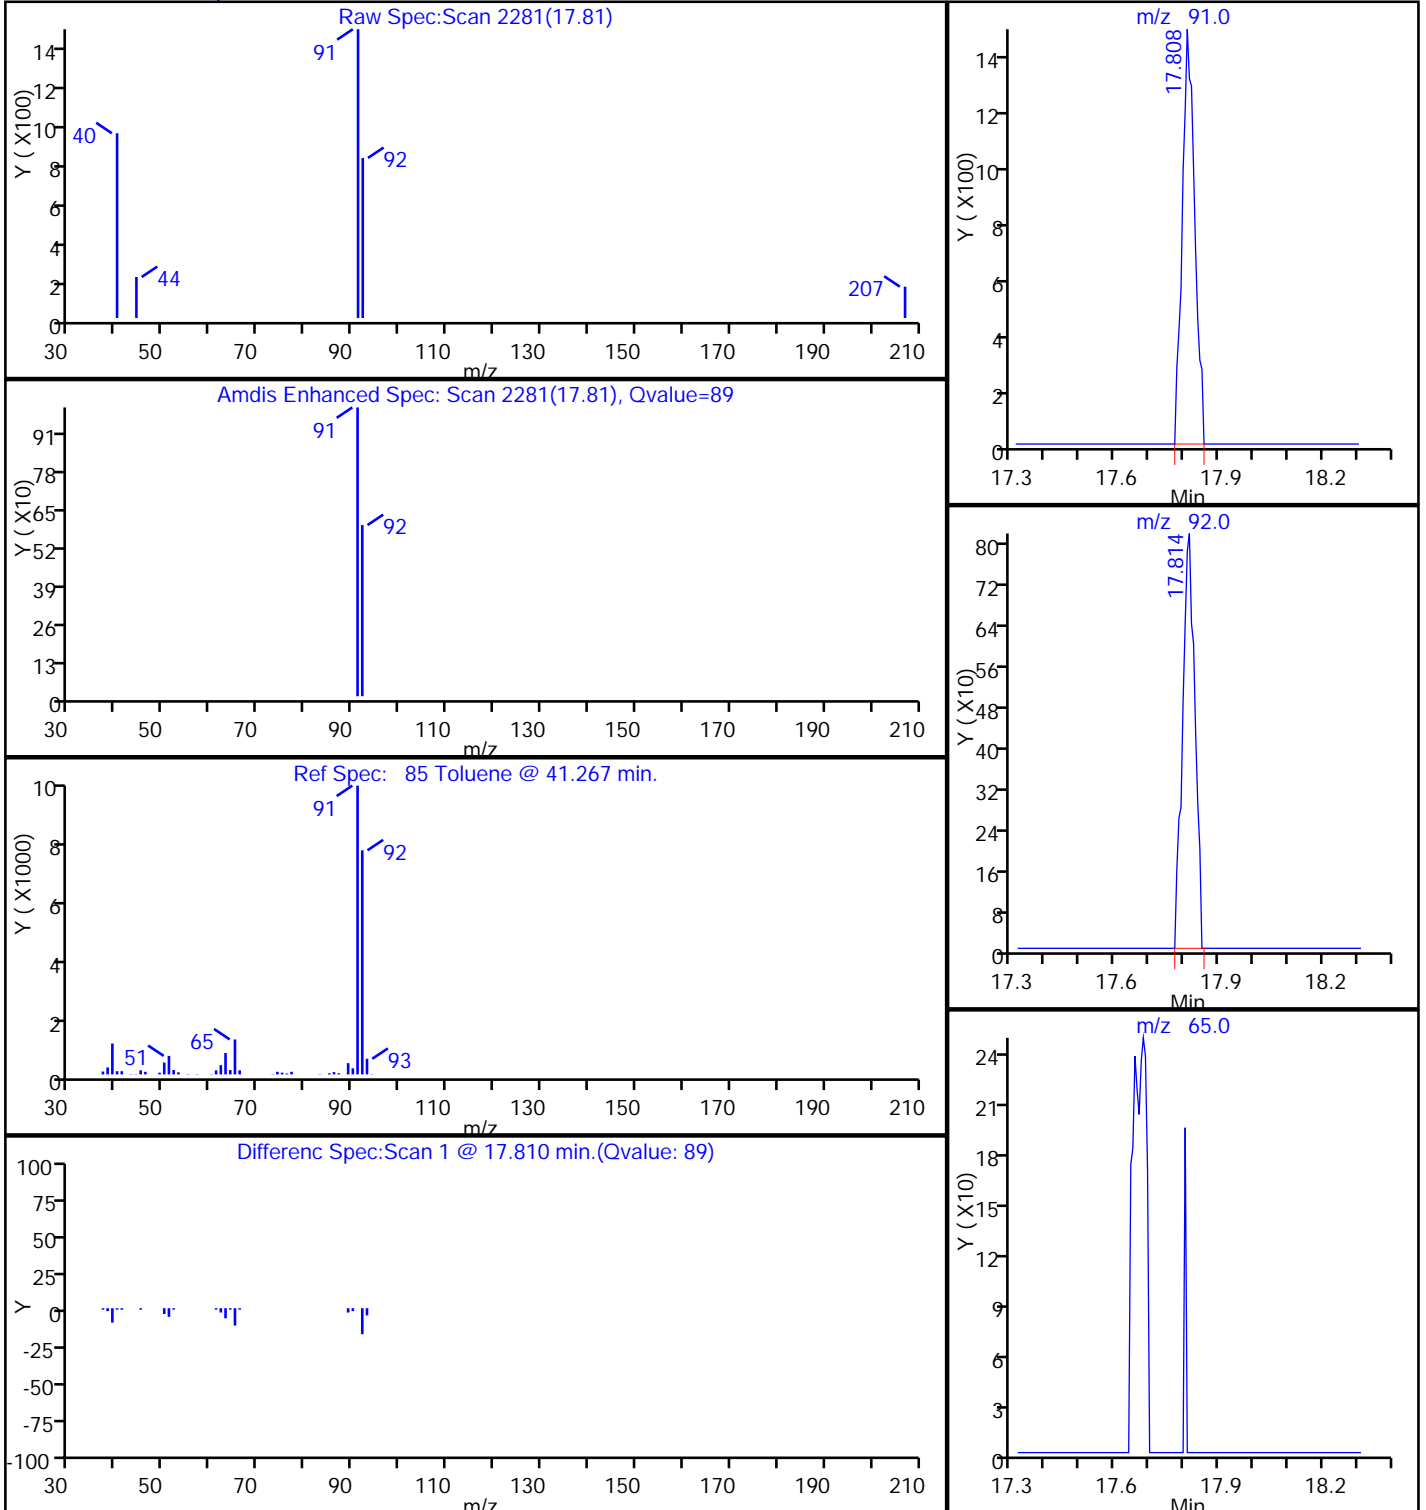 Raw Spec:Scan 2281(17.81)
Y ( X100)
14
12
10
8
6
4
2
0
91
40
92
44
207
30 50 70 90 110 130 150 170 190 210
m/z
Amdis Enhanced Spec: Scan 2281(17.81), Qvalue=89
Y ( X10)
91
78
65
52
39
26
13
0
91
92
30 50 70 90 110 130 150 170 190 210
m/z
Ref Spec: 85 Toluene @ 41.267 min.
Y ( X1000)
10
8
6
4
2
0
91
92
65
51
93
30 50 70 90 110 130 150 170 190 210
m/z
Differenc Spec:Scan 1 @ 17.810 min.(Qvalue: 89)
Y
100
75
50
25
0
-25
-50
-75
-100
30 50 70 90 110 130 150 170 190 210
m/z
m/z 91.0
17.808
Y ( X100)
14
12
10
8
6
4
2
0
17.3 17.6 17.9 18.2
Min
m/z 92.0
17.814
Y ( X10)
80
72
64
56
48
40
32
24
16
8
0
17.3 17.6 17.9 18.2
Min
m/z 65.0
Y ( X10)
24
21
18
15
12
9
6
3
0
17.3 17.6 17.9 18.2
Min